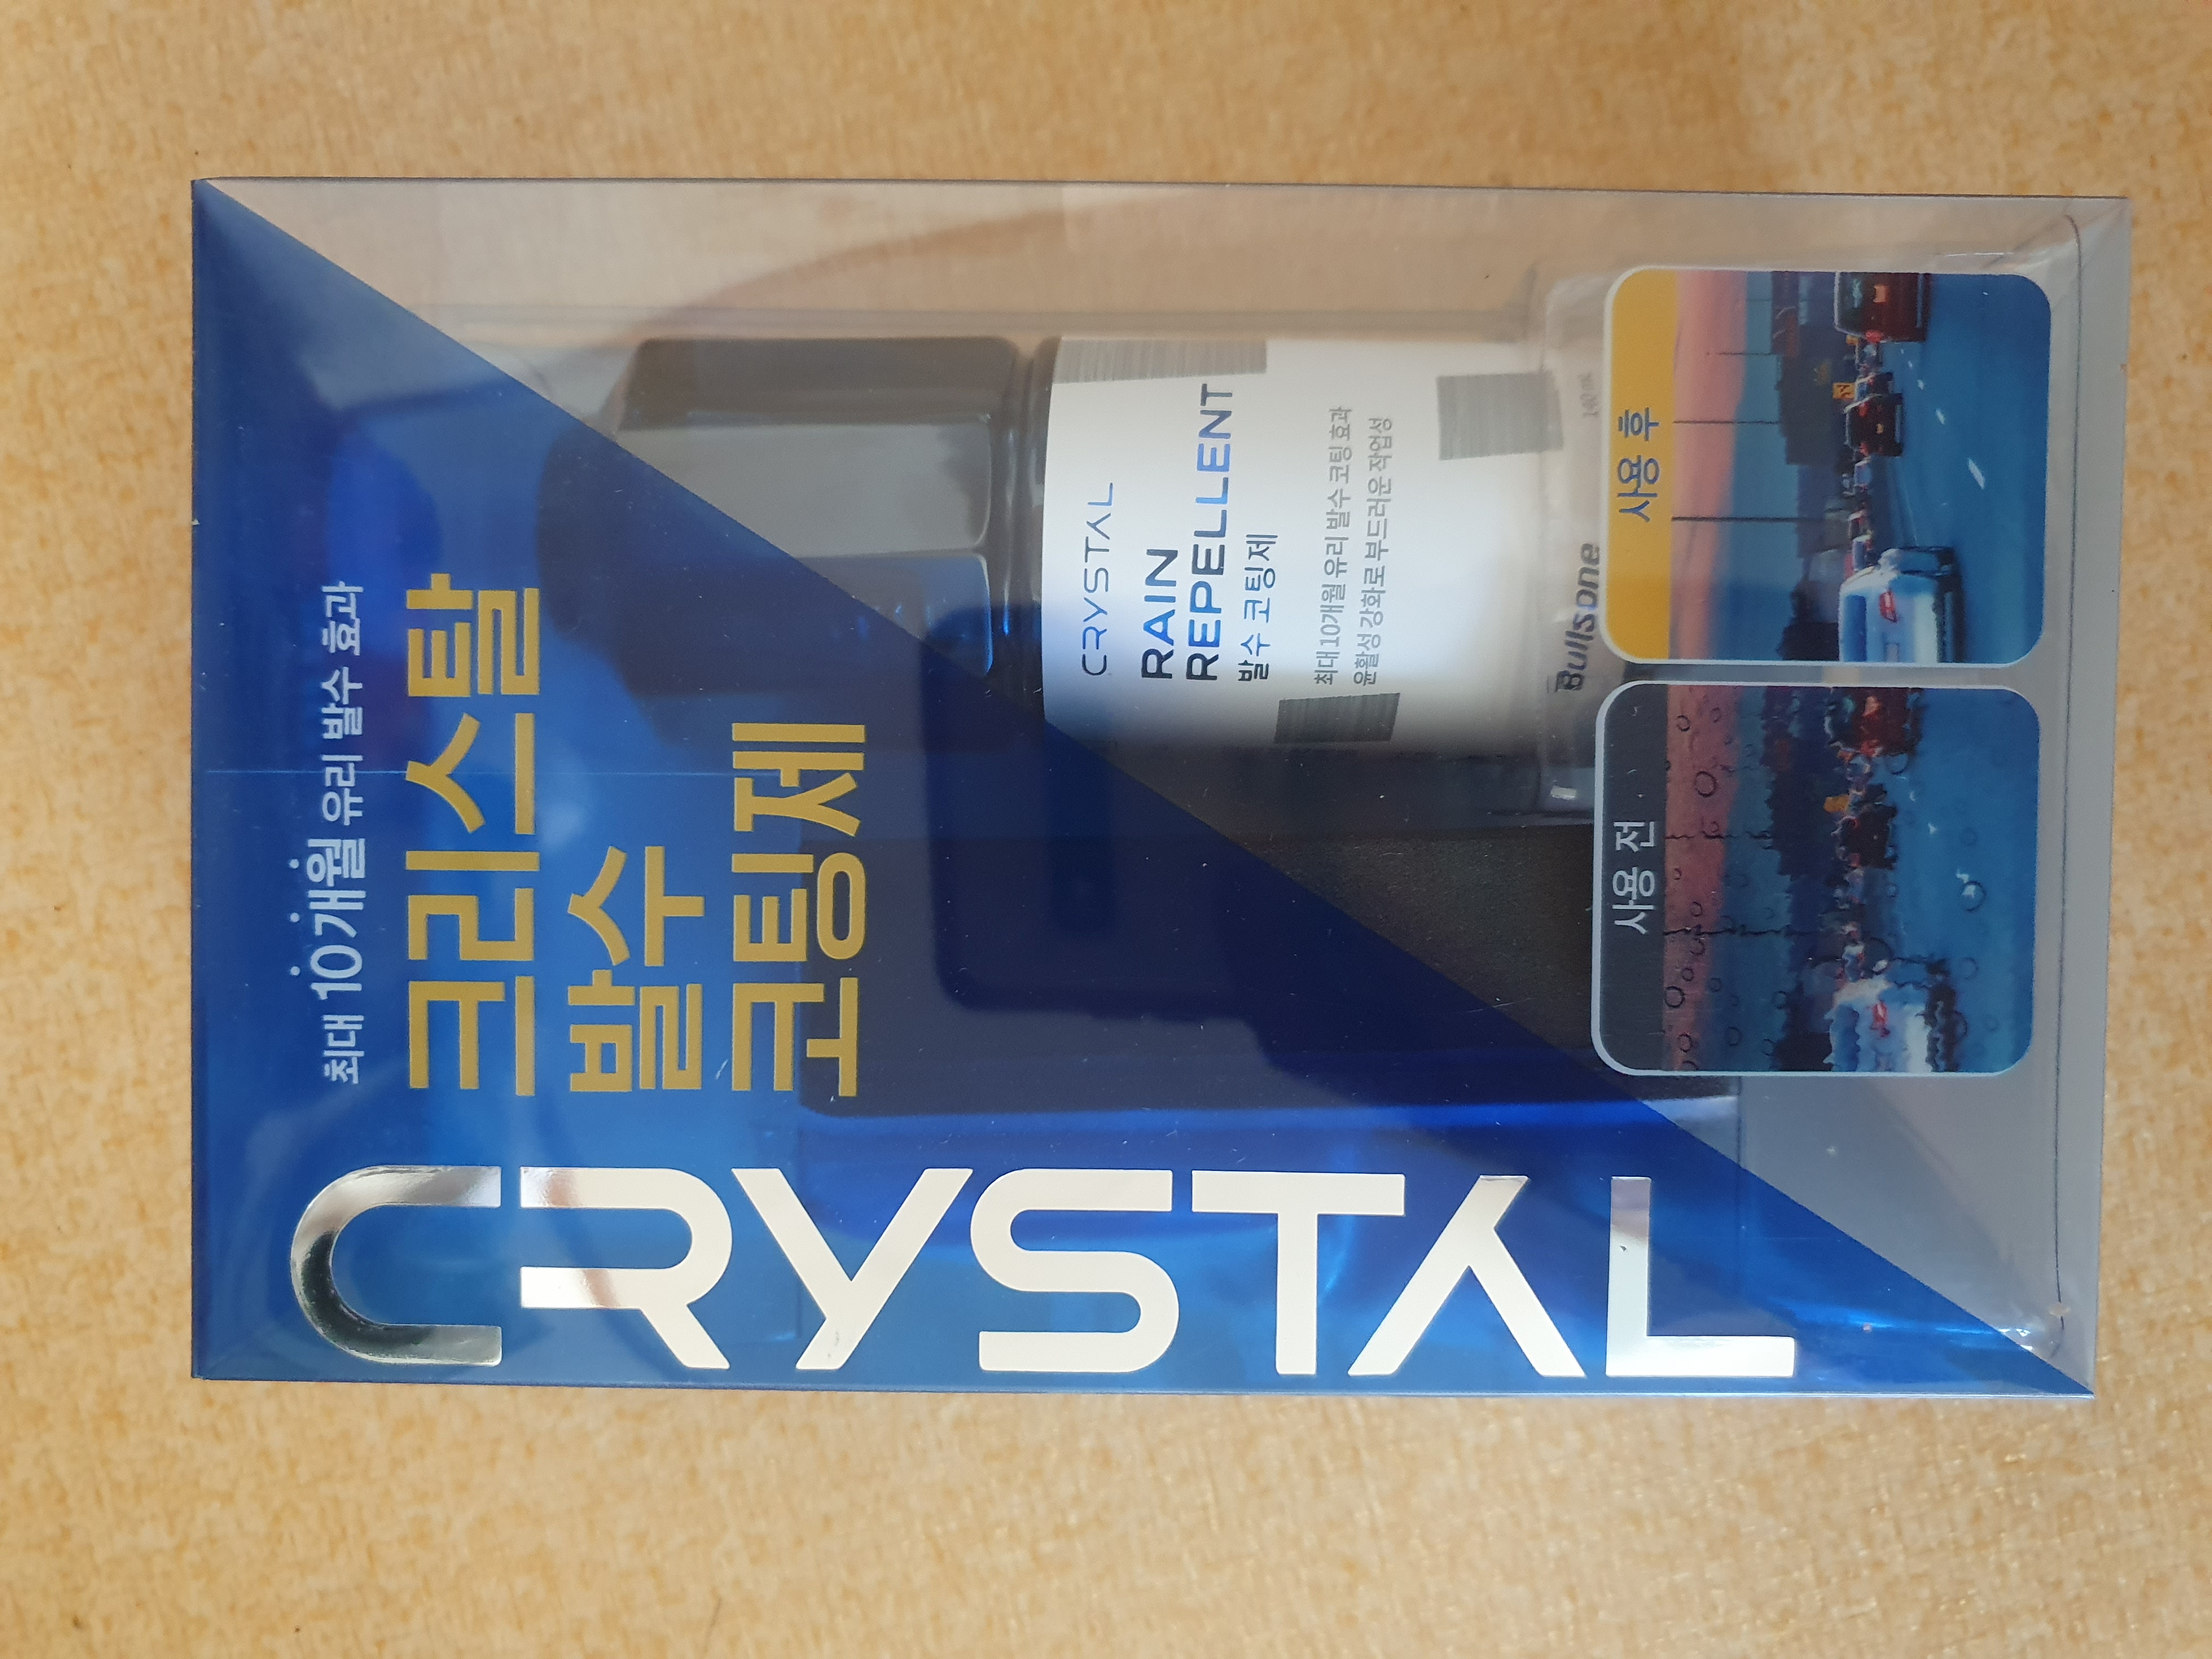 최대 10개월 유리 발수 효과
크리스탈
발수
코팅제
CRYSTAL
CRYSTAL
RAIN
REPELLENT
발수 코팅제
최대 10개월 유리 발수 코팅 효과
윤활성 강화로 부드러운 작업성
Bullsone
140 mL
사용 전
사용 후